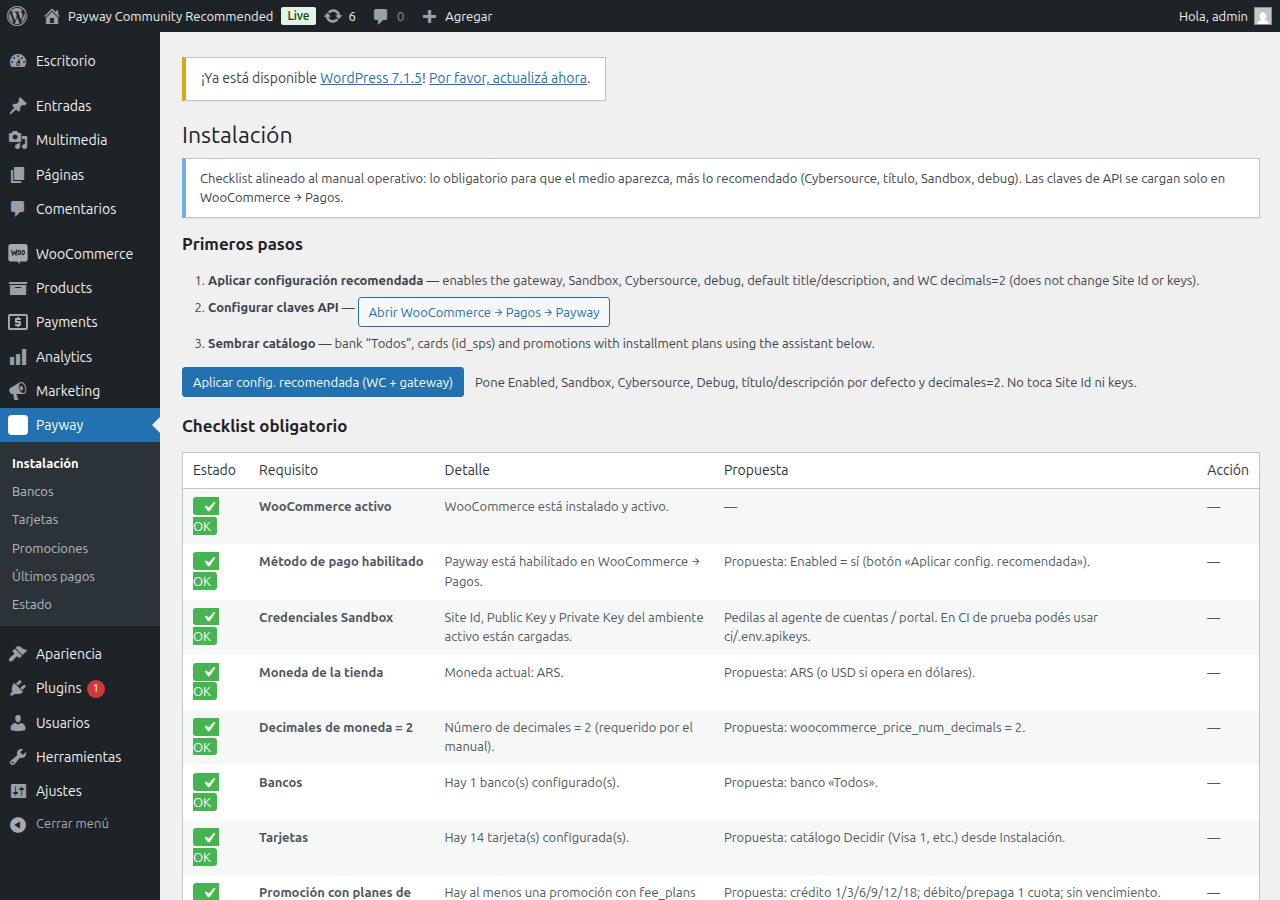 Payway Community Recommended Live 6 0 Agregar Hola, admin
Escritorio
Entradas
Multimedia
Páginas
Comentarios
WooCommerce
Products
Payments
Analytics
Marketing
Payway
Instalación
Bancos
Tarjetas
Promociones
Últimos pagos
Estado
Apariencia
Plugins 1
Usuarios
Herramientas
Ajustes
Cerrar menú
¡Ya está disponible WordPress 7.1.5! Por favor, actualizá ahora.
Instalación
Checklist alineado al manual operativo: lo obligatorio para que el medio aparezca, más lo recomendado (Cybersource, título, Sandbox, debug). Las claves de API se cargan solo en
WooCommerce → Pagos.
Primeros pasos
1. Aplicar configuración recomendada — enables the gateway, Sandbox, Cybersource, debug, default title/description, and WC decimals=2 (does not change Site Id or keys).
2. Configurar claves API — Abrir WooCommerce → Pagos → Payway
3. Sembrar catálogo — bank “Todos”, cards (id_sps) and promotions with installment plans using the assistant below.
Aplicar config. recomendada (WC + gateway) Pone Enabled, Sandbox, Cybersource, Debug, título/descripción por defecto y decimales=2. No toca Site Id ni keys.
Checklist obligatorio
Estado Requisito Detalle Propuesta Acción
✔ WooCommerce activo WooCommerce está instalado y activo. — —
OK
✔ Método de pago habilitado Payway está habilitado en WooCommerce → Propuesta: Enabled = sí (botón «Aplicar config. recomendada»). —
OK Pagos.
✔ Credenciales Sandbox Site Id, Public Key y Private Key del ambiente Pedilas al agente de cuentas / portal. En CI de prueba podés usar —
OK activo están cargadas. ci/.env.apikeys.
✔ Moneda de la tienda Moneda actual: ARS. Propuesta: ARS (o USD si opera en dólares). —
OK
✔ Decimales de moneda = 2 Número de decimales = 2 (requerido por el Propuesta: woocommerce_price_num_decimals = 2. —
OK manual).
✔ Bancos Hay 1 banco(s) configurado(s). Propuesta: banco «Todos». —
OK
✔ Tarjetas Hay 14 tarjeta(s) configurada(s). Propuesta: catálogo Decidir (Visa 1, etc.) desde Instalación. —
OK
✔ Promoción con planes de Hay al menos una promoción con fee_plans Propuesta: crédito 1/3/6/9/12/18; débito/prepaga 1 cuota; sin vencimiento. —